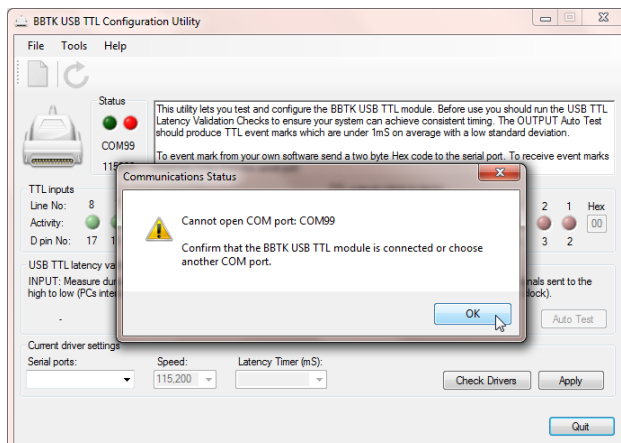 BBTK USB TTL Configuration Utility
File Tools Help
Status
COM99
This utility lets you test and configure the BBTK USB TTL module. Before use you should run the USB TTL
Latency Validation Checks to ensure your system can achieve consistent timing. The OUTPUT Auto Test
should produce TTL event marks which are under 1mS on average with a low standard deviation.
To event mark from your own software send a two byte Hex code to the serial port. To receive event marks
Communications Status
Cannot open COM port: COM99
Confirm that the BBTK USB TTL module is connected or choose
another COM port.
OK
TTL inputs
Line No: 8 2 1 Hex
Activity: 00
D pin No: 17 3 2
USB TTL latency
INPUT: Measure sent to the
high to low (PCs
-
Auto Test
Current driver settings
Serial ports: Speed: Latency Timer (mS):
115,200
Check Drivers Apply
Quit